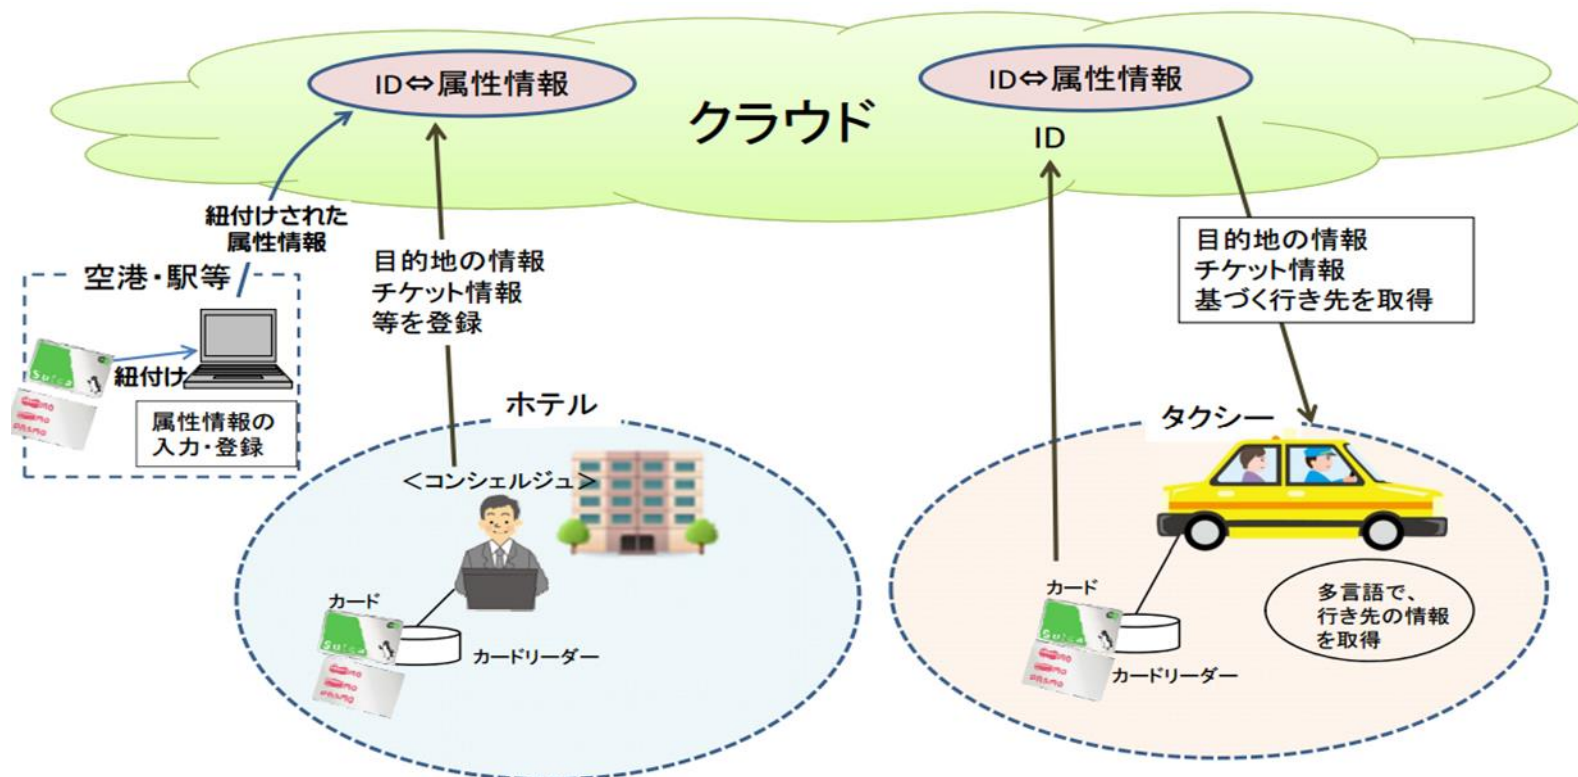 ID⇔属性情報
ID⇔属性情報
クラウド
ID
紐付けされた
属性情報
目的地の情報
チケット情報
等を登録
目的地の情報
チケット情報
基づく行き先を取得
空港・駅等
Suica
紐付け
PASMO
属性情報の
入力・登録
ホテル
<コンシェルジュ>
カード
Suica
PASMO
カードリーダー
タクシー
カード
Suica
PASMO
カードリーダー
多言語で、
行き先の情報
を取得